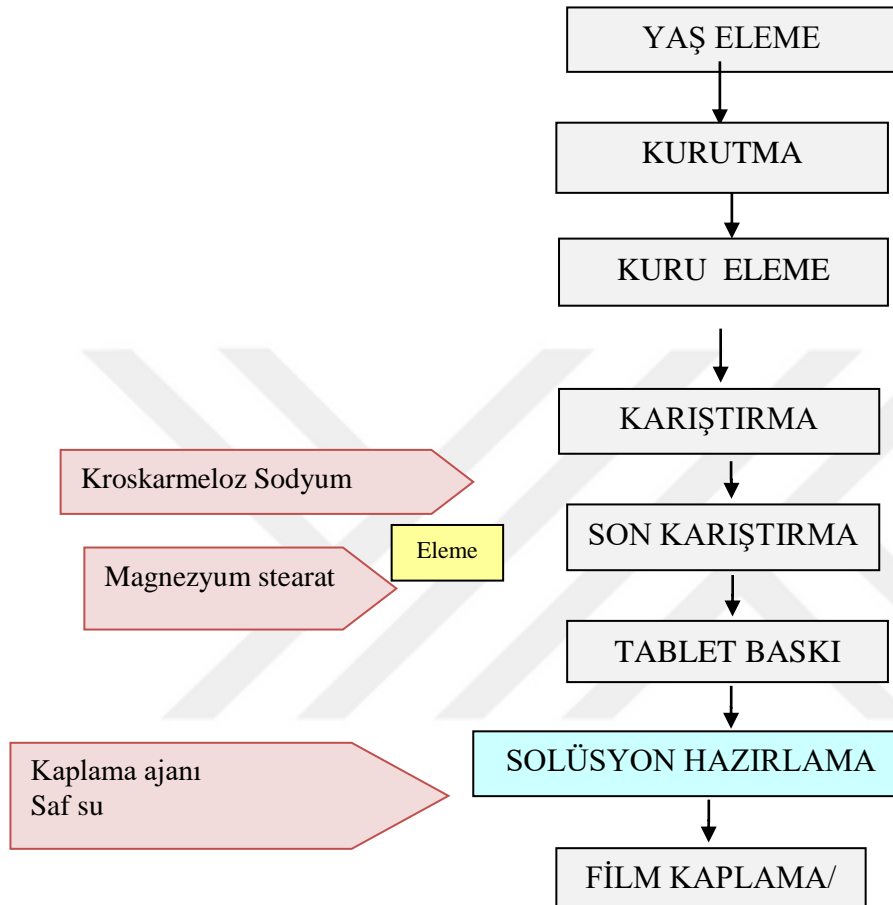 YAŞ ELEME
KURUTMA
KURU ELEME
KARIŞTIRMA
Kroskarmeloz Sodyum
SON KARIŞTIRMA
Eleme
Magnezyum stearat
TABLET BASKI
SOLÜSYON HAZIRLAMA
Kaplama ajanı
Saf su
FİLM KAPLAMA/